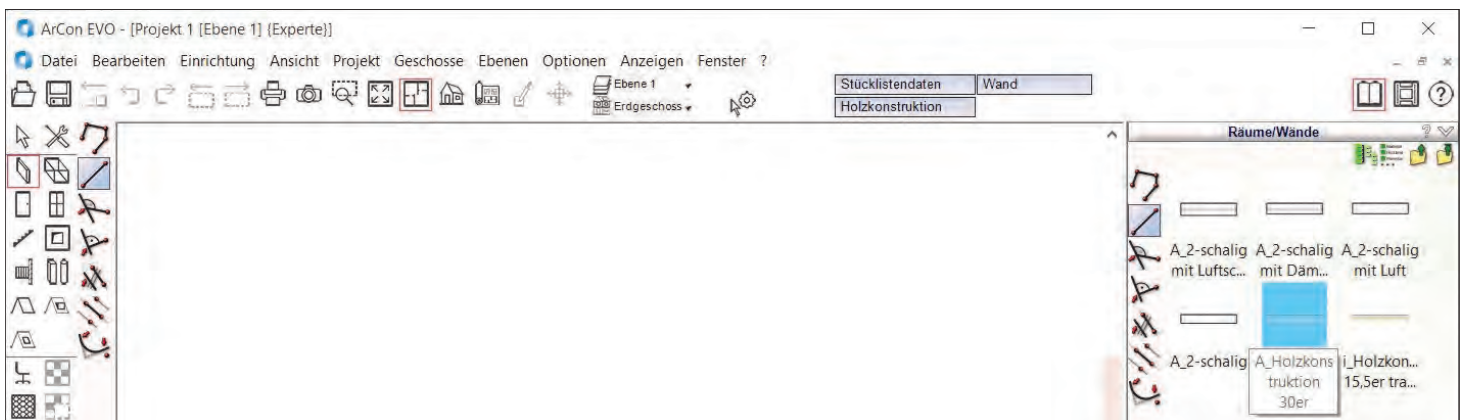 ArCon EVO - [Projekt 1 [Ebene 1] {Experte}]
Datei Bearbeiten Einrichtung Ansicht Projekt Geschosse Ebenen Optionen Anzeigen Fenster ?
Ebene 1
Erdgeschoss
Stücklistendaten Wand
Holzkonstruktion
Räume/Wände
A_2-schalig A_2-schalig A_2-schalig
mit Luftsc... mit Däm... mit Luft
A_2-schalig A_Holzkons i_Holzkon...
truktion 15,5er tra...
30er